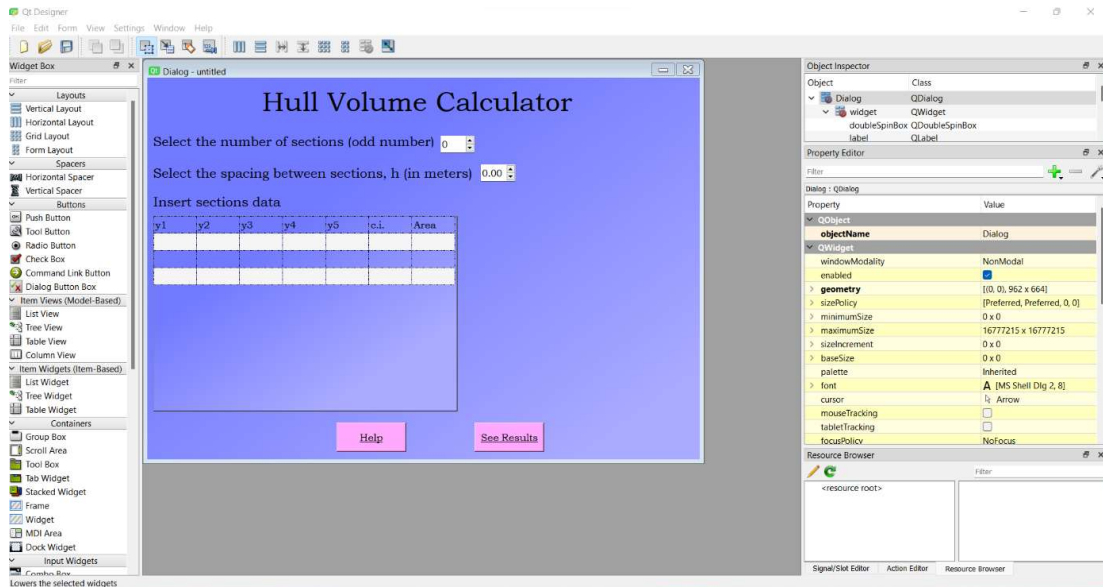 Qt Designer
File Edit Form View Settings Window Help
Widget Box
Filter
Layouts
Vertical Layout
Horizontal Layout
Grid Layout
Form Layout
Spacers
Horizontal Spacer
Vertical Spacer
Buttons
Push Button
Tool Button
Radio Button
Check Box
Command Link Button
Dialog Button Box
Item Views (Model-Based)
List View
Tree View
Table View
Column View
Item Widgets (Item-Based)
List Widget
Tree Widget
Table Widget
Containers
Group Box
Scroll Area
Tool Box
Tab Widget
Stacked Widget
Frame
Widget
MDI Area
Dock Widget
Input Widgets
Combo Box
Lowers the selected widgets
Dialog - untitled
Hull Volume Calculator
Select the number of sections (odd number) 0
Select the spacing between sections, h (in meters) 0.00
Insert sections data
y1 y2 y3 y4 y5 c.i. Area
Help See Results
Object Inspector
Object Class
Dialog QDialog
widget QWidget
doubleSpinBox QDoubleSpinBox
label QLabel
Property Editor
Filter
Dialog : QDialog
Property Value
QObject
objectName Dialog
QWidget
windowModality NonModal
enabled
geometry [(0, 0), 962 x 664]
sizePolicy [Preferred, Preferred, 0, 0]
minimumSize 0 x 0
maximumSize 16777215 x 16777215
sizeIncrement 0 x 0
baseSize 0 x 0
palette Inherited
font A [MS Shell Dlg 2, 8]
cursor Arrow
mouseTracking
tabletTracking
focusPolicy NoFocus
Resource Browser
Filter
<resource root>
Signal/Slot Editor Action Editor Resource Browser